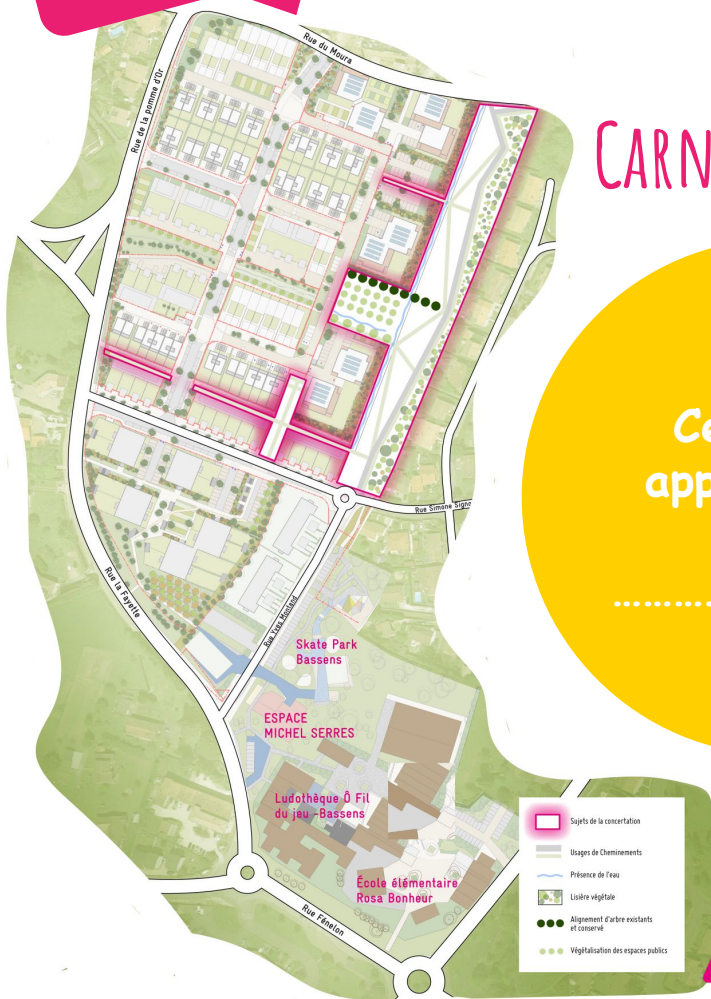 Rue du Moura
Rue de la pomme d'Or
CARN
Ce
app
Rue Simone Signo
Rue la Fayette
Rue Yves Montand
Skate Park
Bassens
ESPACE
MICHEL SERRES
Ludothèque Ô Fil
du jeu -Bassens
École élémentaire
Rosa Bonheur
Rue Fénelon
Sujets de la concertation
Usages de Cheminements
Présence de l'eau
Lisière végétale
Alignement d'arbre existants
et conservé
Végétalisation des espaces publics